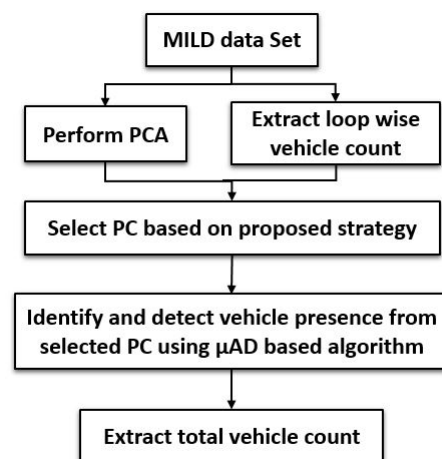 MILD data Set
Perform PCA
Extract loop wise
vehicle count
Select PC based on proposed strategy
Identify and detect vehicle presence from
selected PC using µAD based algorithm
Extract total vehicle count